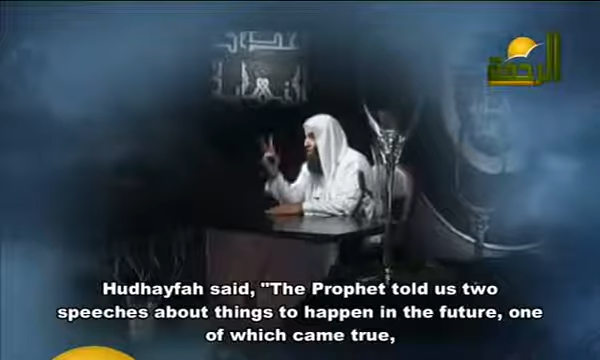 الرحمة
Hudhayfah said, "The Prophet told us two
speeches about things to happen in the future, one
of which came true,